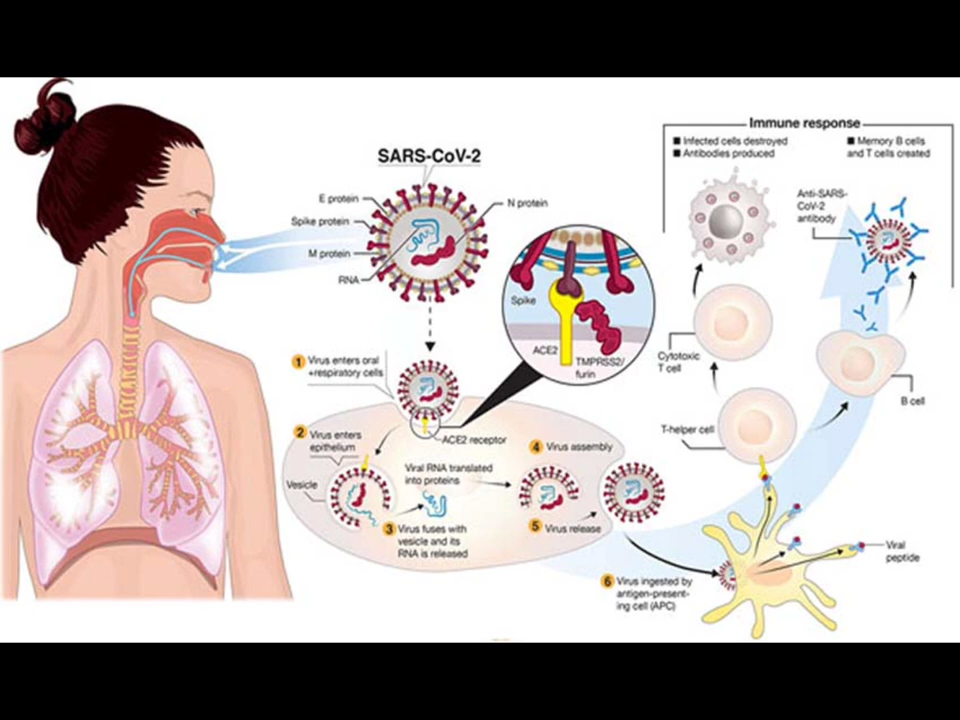 SARS-CoV-2
E protein
Spike protein
M protein
RNA
N protein
Spike
ACE2
TMPRSS2/
furin
1 Virus enters oral
+respiratory cells
ACE2 receptor
2 Virus enters
epithelium
Vesicle
Viral RNA translated
into proteins
3 Virus fuses with
vesicle and its
RNA is released
4 Virus assembly
5 Virus release
6 Virus ingested by
antigen-present-
ing cell (APC)
Immune response
■ Infected cells destroyed
■ Antibodies produced
■ Memory B cells
and T cells created
Anti-SARS-
CoV-2
antibody
Cytotoxic
T cell
B cell
T-helper cell
Viral
peptide